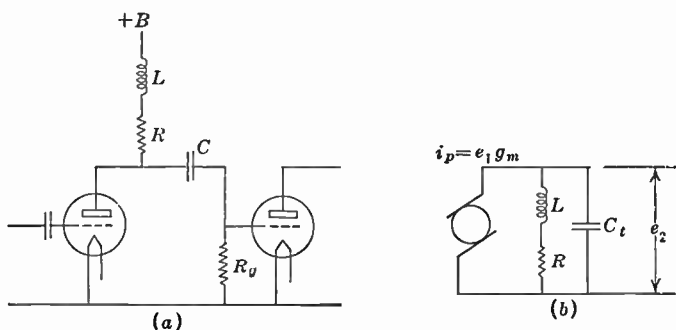 +B
L
R
C
R_g
(a)
i_p=e_1 g_m
L
R
C_t
e_2
(b)